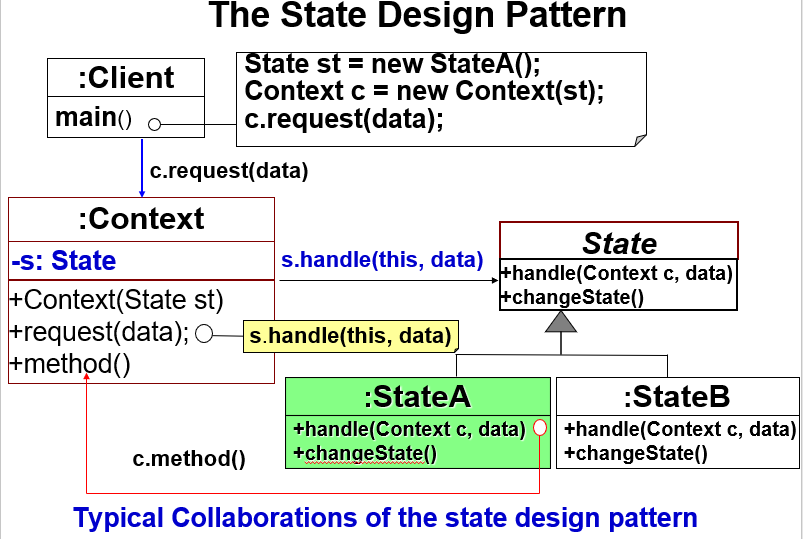 The State Design Pattern
:Client
main()
State st = new StateA();
Context c = new Context(st);
c.request(data);
c.request(data)
:Context
-s: State
+Context(State st)
+request(data);
+method()
s.handle(this, data)
s.handle(this, data)
State
+handle(Context c, data)
+changeState()
:StateA
+handle(Context c, data)
+changeState()
:StateB
+handle(Context c, data)
+changeState()
c.method()
Typical Collaborations of the state design pattern